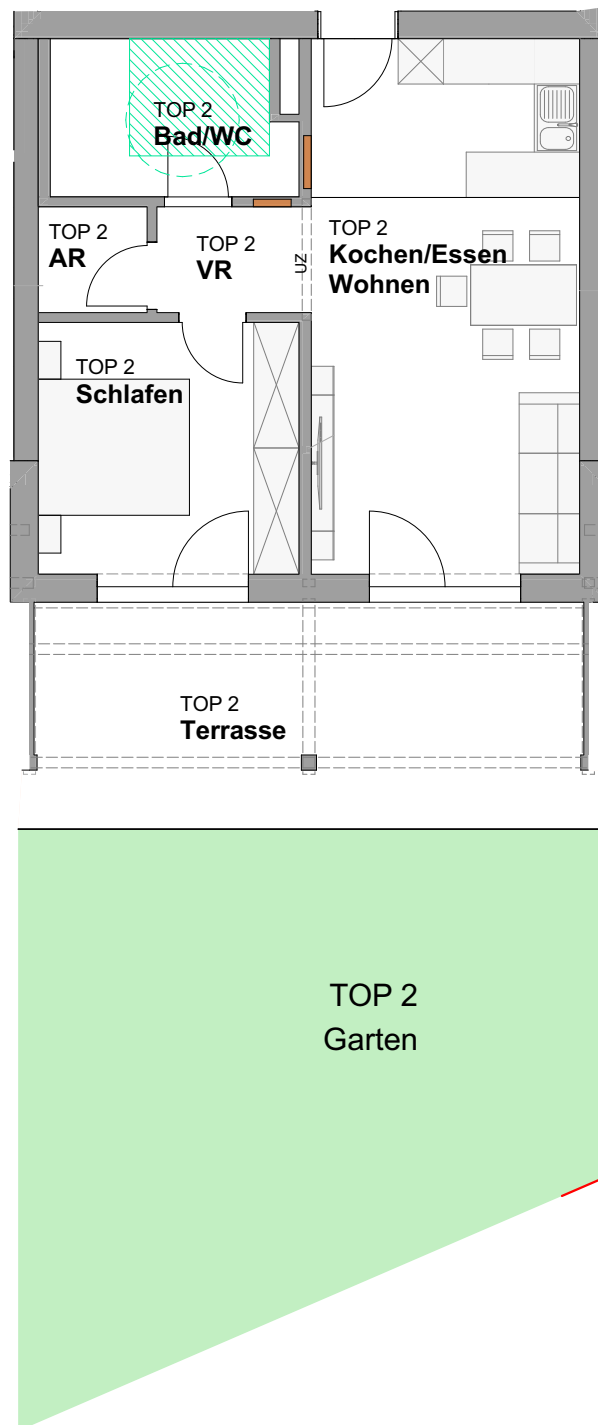 TOP 2
Bad/WC
TOP 2
AR
TOP 2
VR
UZ
TOP 2
Kochen/Essen
Wohnen
TOP 2
Schlafen
TOP 2
Terrasse
TOP 2
Garten